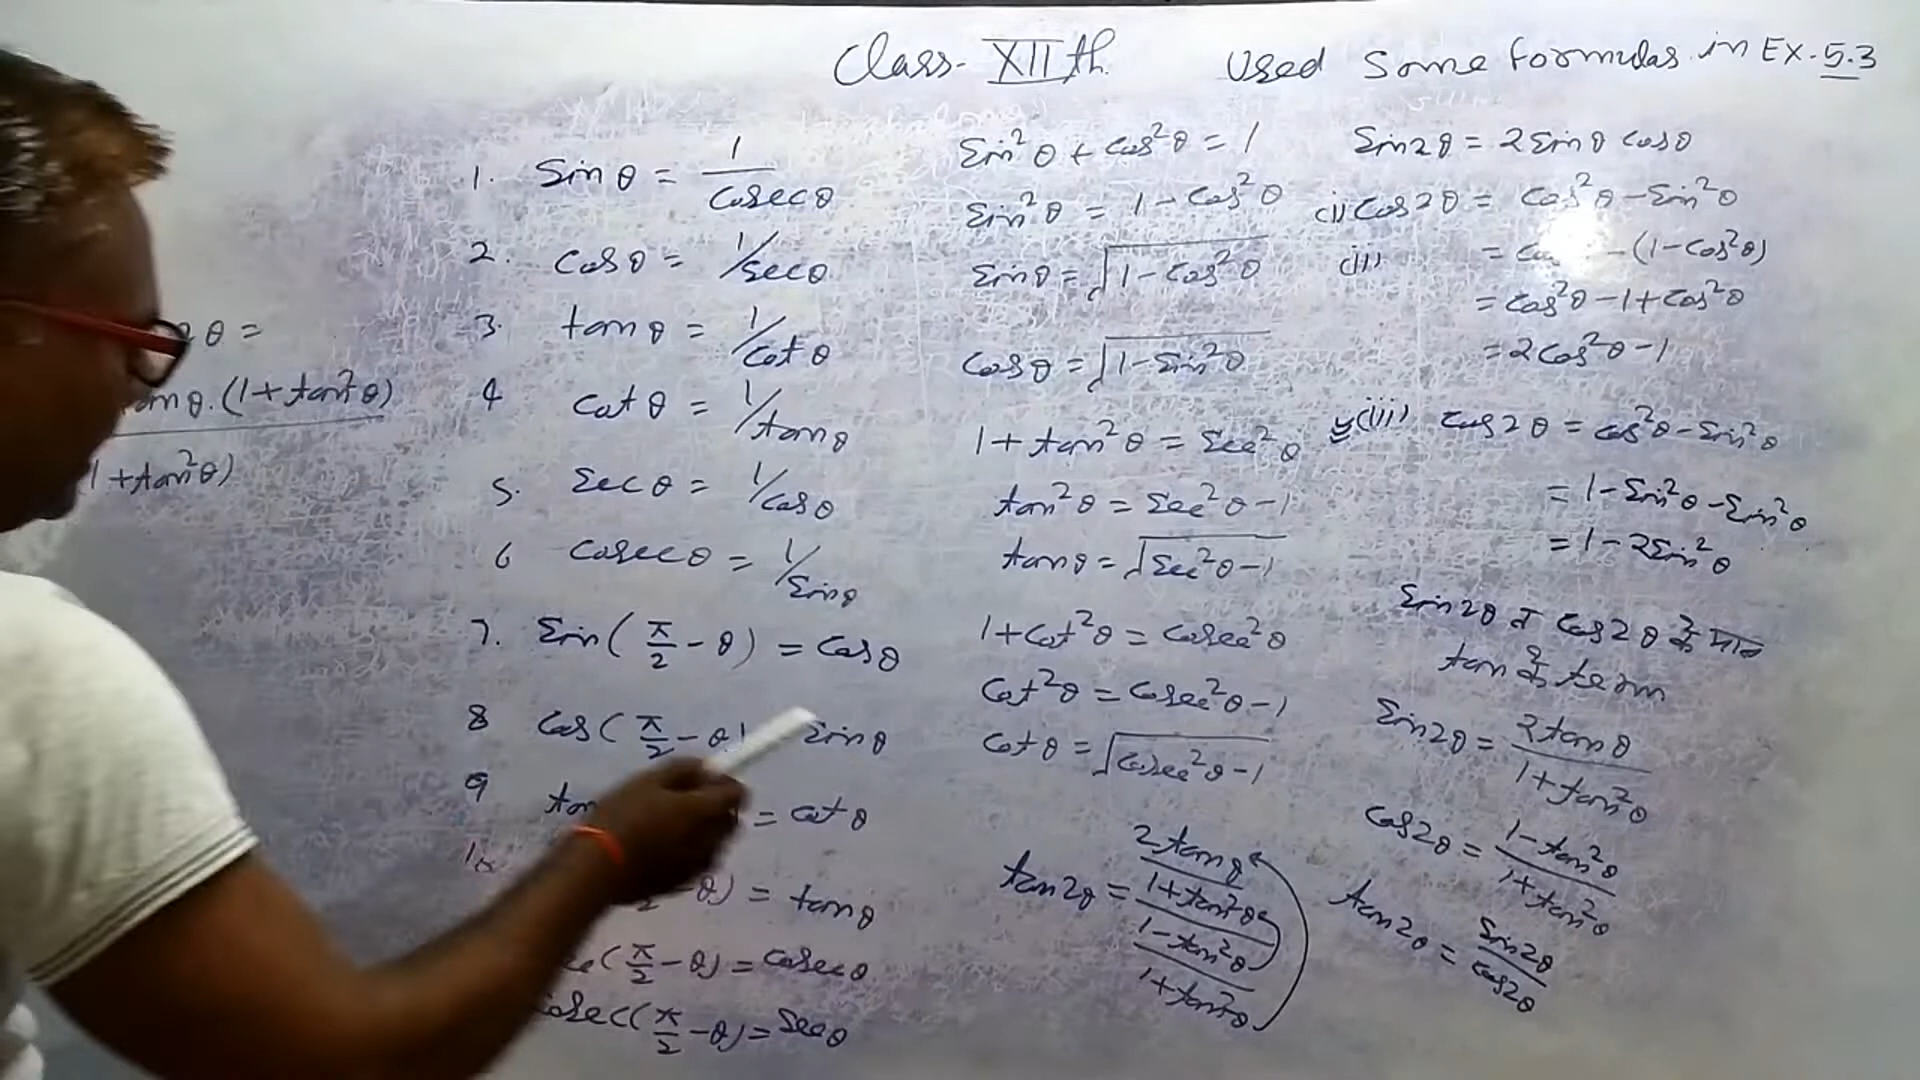 Class- XIIth. Used Some formulas in EX.5.3
2θ =
tanθ.(1+tan²θ)
1+tan²θ)
1. Sinθ = 1/cosecθ
2. cosθ = 1/secθ
3. tanθ = 1/cotθ
4 cotθ = 1/tanθ
5. Secθ = 1/cosθ
6 cosecθ = 1/Sinθ
7. Sin(π/2 - θ) = cosθ
8 cos(π/2 - θ) Sinθ
9 tan = cotθ
2 - θ) = tanθ
ec(π/2 - θ) = cosecθ
cosec(π/2 - θ) = secθ
Sin²θ + cos²θ = 1
Sin²θ = 1 - cos²θ
Sinθ = √1 - cos²θ
cosθ = √1 - Sin²θ
1 + tan²θ = Sec²θ
tan²θ = Sec²θ - 1
tanθ = √Sec²θ - 1
1 + cot²θ = cosec²θ
cot²θ = cosec²θ - 1
cotθ = √cosec²θ - 1
tan2θ = 2tanθ/1+tan²θ / 1-tan²θ/1+tan²θ
Sin2θ = 2Sinθ cosθ
(i) cos2θ = cos²θ - Sin²θ
(ii) = - (1 - cos²θ)
= cos²θ - 1 + cos²θ
= 2cos²θ - 1
(iii) cos2θ = cos²θ - Sin²θ
= 1 - Sin²θ - Sin²θ
= 1 - 2Sin²θ
Sin2θ व cos2θ के मान
tan के term
Sin2θ = 2tanθ/1+tan²θ
cos2θ = 1-tan²θ/1+tan²θ
tan2θ = Sin2θ/cos2θ